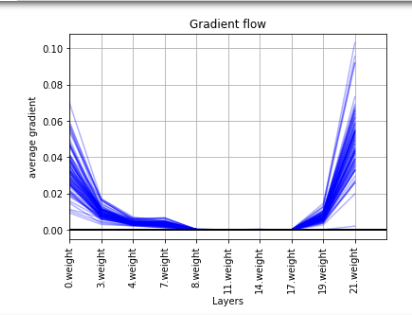 Gradient flow
0.10
0.08
0.06
0.04
0.02
0.00
average gradient
0.weight
3.weight
4.weight
7.weight
8.weight
11.weight
14.weight
17.weight
19.weight
21.weight
Layers